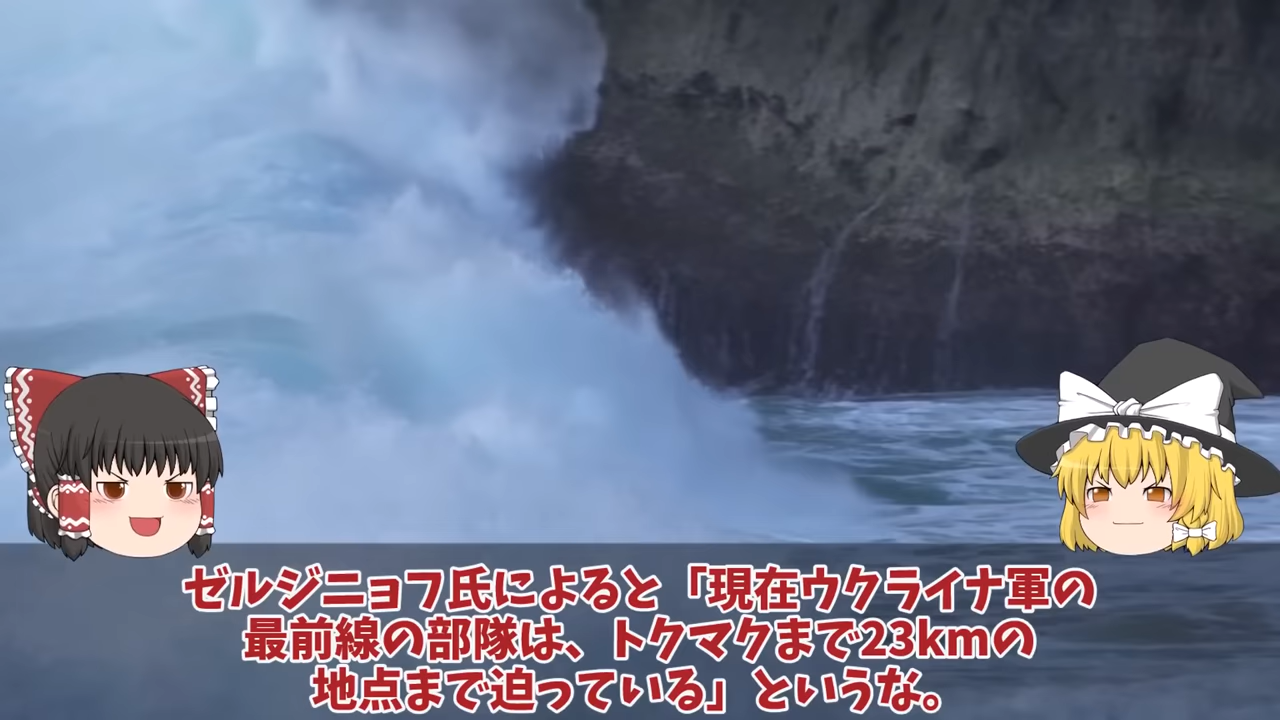 ゼルジニョフ氏によると「現在ウクライナ軍の
最前線の部隊は、トクマクまで23kmの
地点まで迫っている」というな。